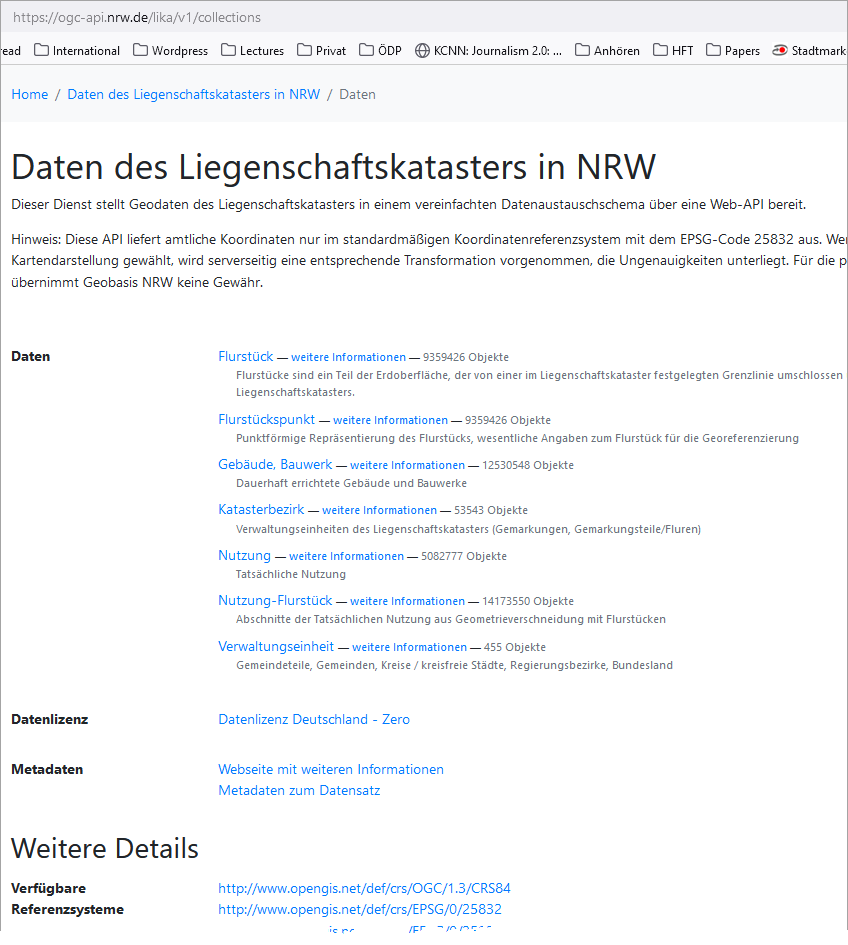 https://ogc-api.nrw.de/lika/v1/collections
read International Wordpress Lectures Privat ÖDP KCNN: Journalism 2.0: ... Anhören HFT Papers Stadtmark
Home / Daten des Liegenschaftskatasters in NRW / Daten
Daten des Liegenschaftskatasters in NRW
Dieser Dienst stellt Geodaten des Liegenschaftskatasters in einem vereinfachten Datenaustauschschema über eine Web-API bereit.
Hinweis: Diese API liefert amtliche Koordinaten nur im standardmäßigen Koordinatenreferenzsystem mit dem EPSG-Code 25832 aus. Wer
Kartendarstellung gewählt, wird serverseitig eine entsprechende Transformation vorgenommen, die Ungenauigkeiten unterliegt. Für die p
übernimmt Geobasis NRW keine Gewähr.
Daten Flurstück — weitere Informationen — 9359426 Objekte
Flurstücke sind ein Teil der Erdoberfläche, der von einer im Liegenschaftskataster festgelegten Grenzlinie umschlossen
Liegenschaftskatasters.
Flurstückspunkt — weitere Informationen — 9359426 Objekte
Punktförmige Repräsentierung des Flurstücks, wesentliche Angaben zum Flurstück für die Georeferenzierung
Gebäude, Bauwerk — weitere Informationen — 12530548 Objekte
Dauerhaft errichtete Gebäude und Bauwerke
Katasterbezirk — weitere Informationen — 53543 Objekte
Verwaltungseinheiten des Liegenschaftskatasters (Gemarkungen, Gemarkungsteile/Fluren)
Nutzung — weitere Informationen — 5082777 Objekte
Tatsächliche Nutzung
Nutzung-Flurstück — weitere Informationen — 14173550 Objekte
Abschnitte der Tatsächlichen Nutzung aus Geometrieverschneidung mit Flurstücken
Verwaltungseinheit — weitere Informationen — 455 Objekte
Gemeindeteile, Gemeinden, Kreise / kreisfreie Städte, Regierungsbezirke, Bundesland
Datenlizenz Datenlizenz Deutschland - Zero
Metadaten Webseite mit weiteren Informationen
Metadaten zum Datensatz
Weitere Details
Verfügbare http://www.opengis.net/def/crs/OGC/1.3/CRS84
Referenzsysteme http://www.opengis.net/def/crs/EPSG/0/25832